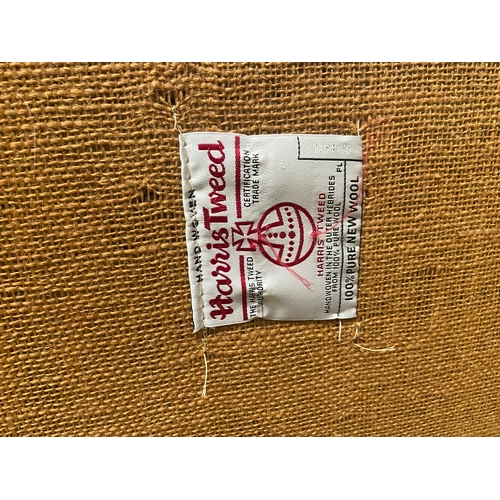 HAND WOVEN
Harris Tweed
THE HARRIS TWEED AUTHORITY
CERTIFICATION TRADE MARK
HARRIS TWEED
HANDWOVEN IN THE OUTER HEBRIDES
FROM 100% PURE WOOL
100% PURE NEW WOOL
PL